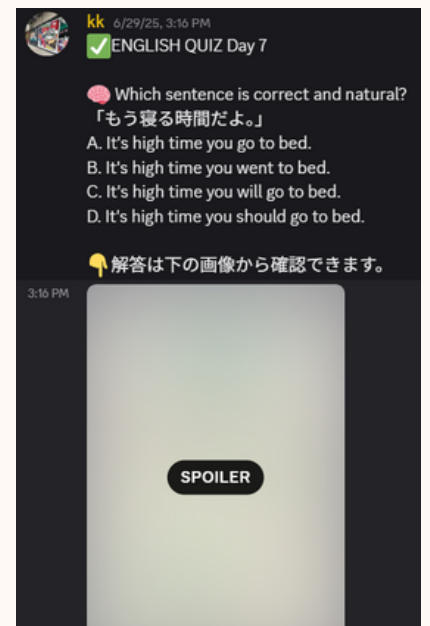 kk 6/29/25, 3:16 PM
✅ENGLISH QUIZ Day 7
🧠 Which sentence is correct and natural?
「もう寝る時間だよ。」
A. It's high time you go to bed.
B. It's high time you went to bed.
C. It's high time you will go to bed.
D. It's high time you should go to bed.
👇解答は下の画像から確認できます。
3:16 PM
SPOILER